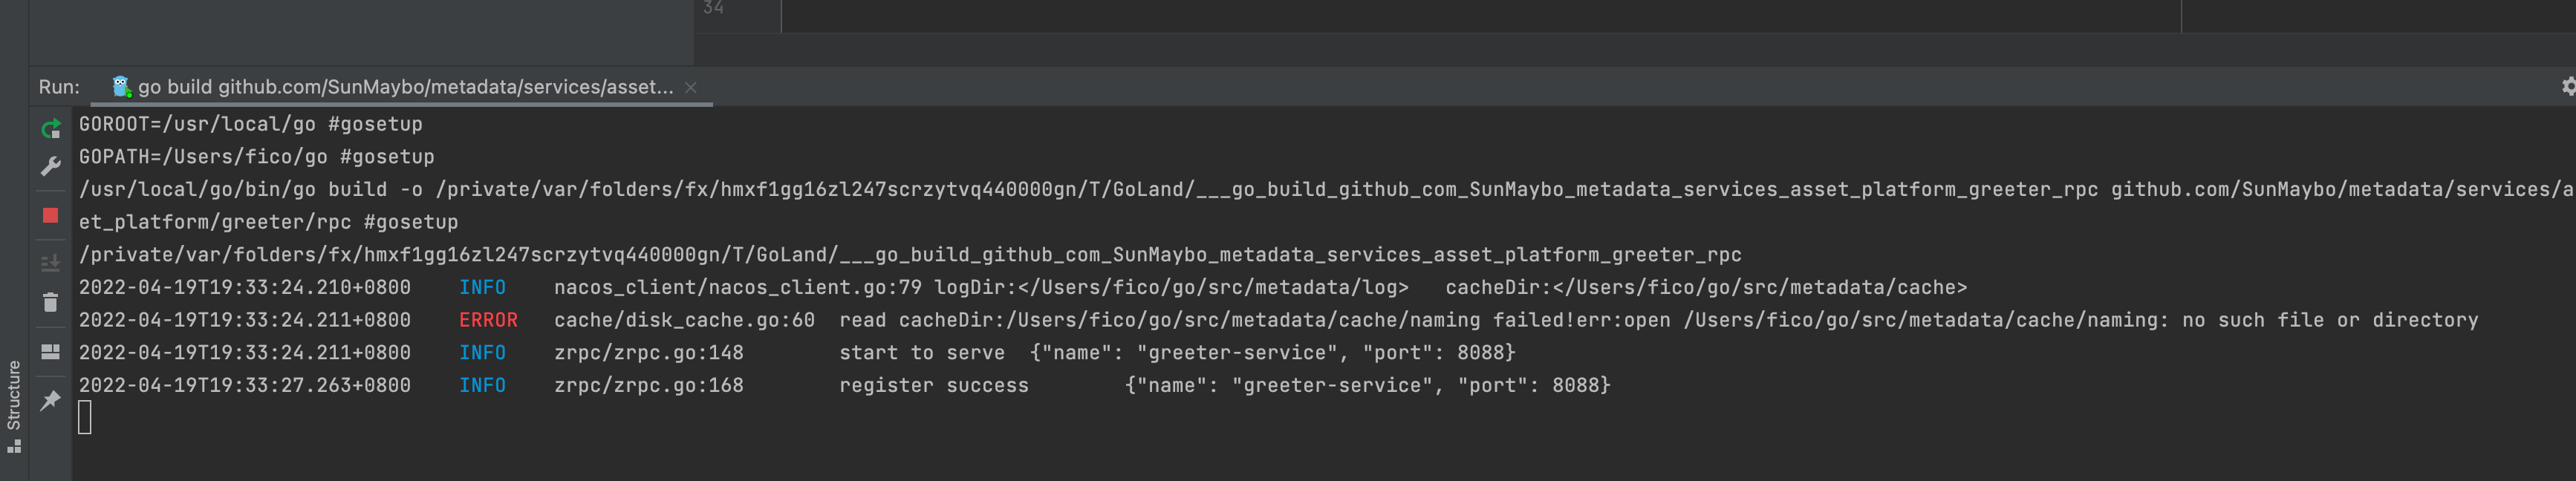 34
Run: go build github.com/SunMaybo/metadata/services/asset...
GOROOT=/usr/local/go #gosetup
GOPATH=/Users/fico/go #gosetup
/usr/local/go/bin/go build -o /private/var/folders/fx/hmxf1gg16zl247scrzytvq440000gn/T/GoLand/___go_build_github_com_SunMaybo_metadata_services_asset_platform_greeter_rpc github.com/SunMaybo/metadata/services/a
et_platform/greeter/rpc #gosetup
/private/var/folders/fx/hmxf1gg16zl247scrzytvq440000gn/T/GoLand/___go_build_github_com_SunMaybo_metadata_services_asset_platform_greeter_rpc
2022-04-19T19:33:24.210+0800 INFO nacos_client/nacos_client.go:79 logDir:</Users/fico/go/src/metadata/log> cacheDir:</Users/fico/go/src/metadata/cache>
2022-04-19T19:33:24.211+0800 ERROR cache/disk_cache.go:60 read cacheDir:/Users/fico/go/src/metadata/cache/naming failed!err:open /Users/fico/go/src/metadata/cache/naming: no such file or directory
2022-04-19T19:33:24.211+0800 INFO zrpc/zrpc.go:148 start to serve {"name": "greeter-service", "port": 8088}
2022-04-19T19:33:27.263+0800 INFO zrpc/zrpc.go:168 register success {"name": "greeter-service", "port": 8088}
Structure